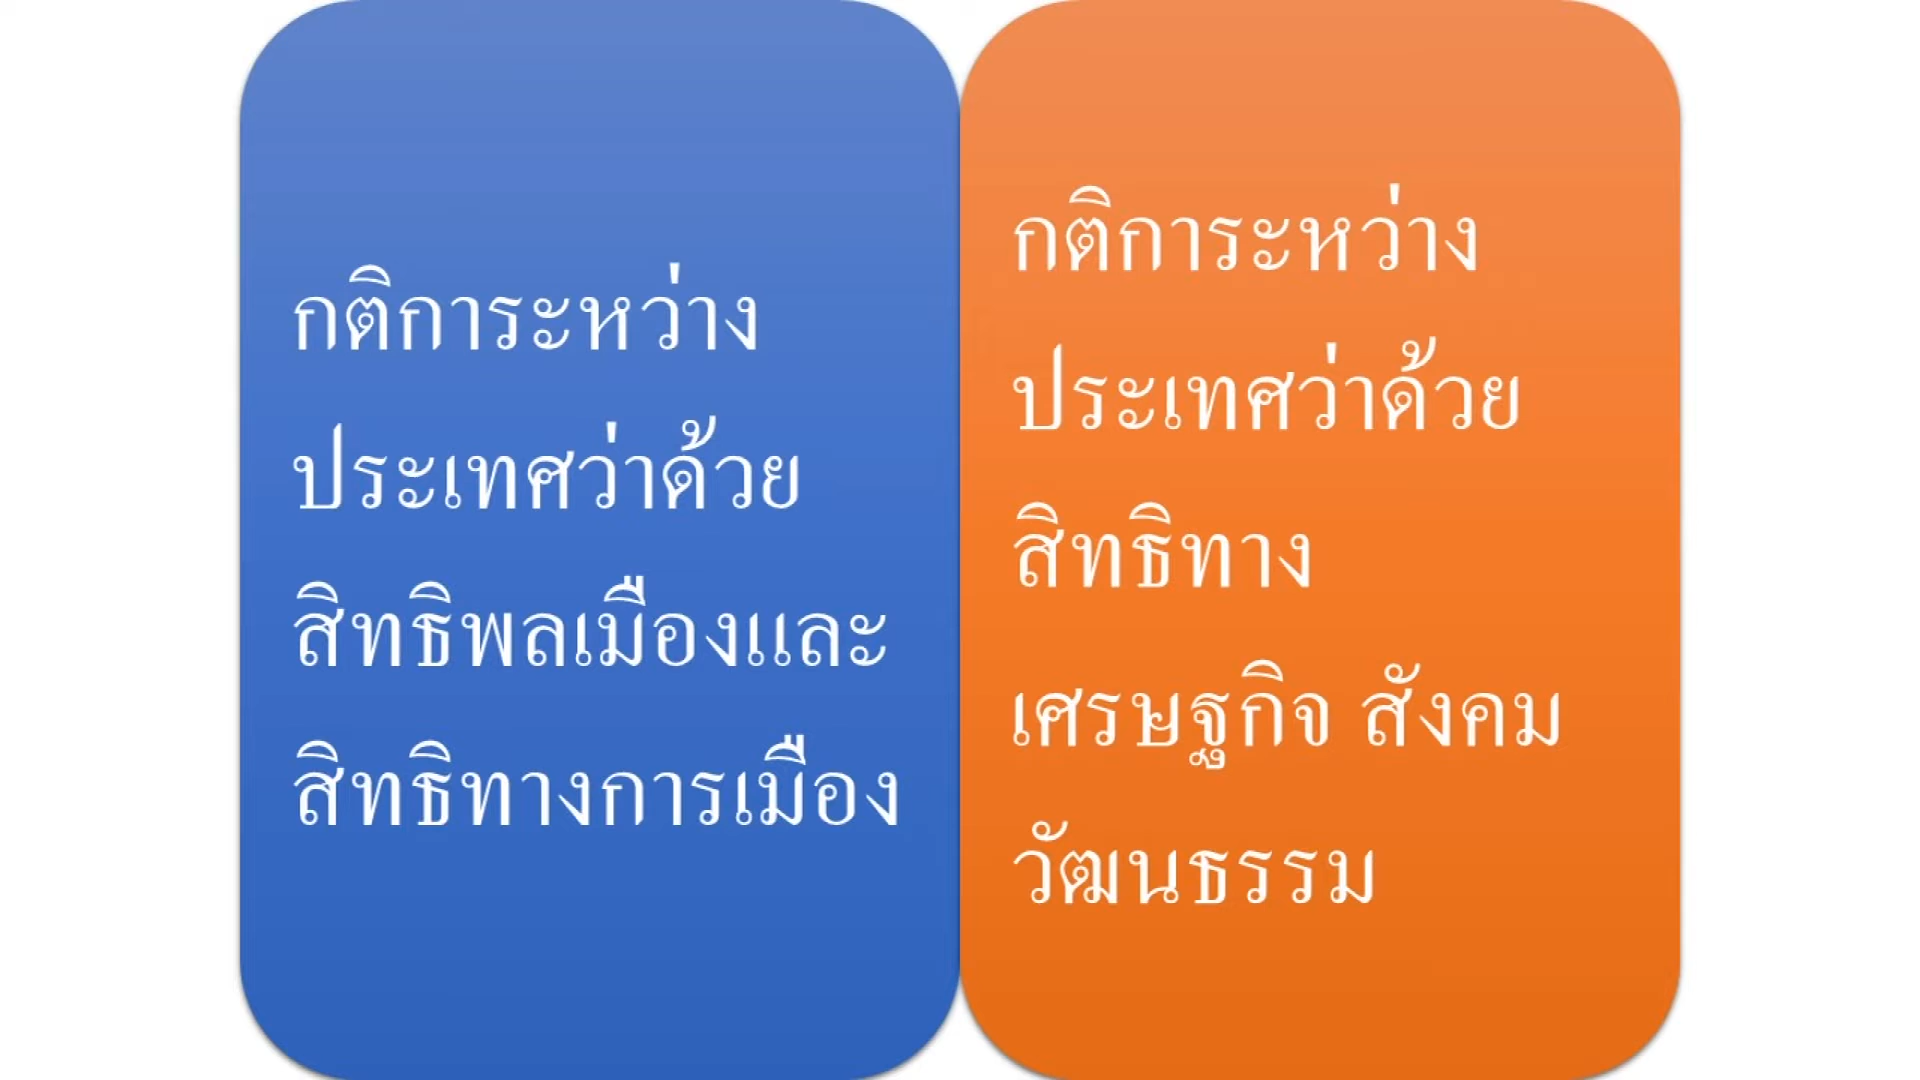 กติการะหว่าง
ประเทศว่าด้วย
สิทธิพลเมืองและ
สิทธิทางการเมือง
กติการะหว่าง
ประเทศว่าด้วย
สิทธิทาง
เศรษฐกิจ สังคม
วัฒนธรรม